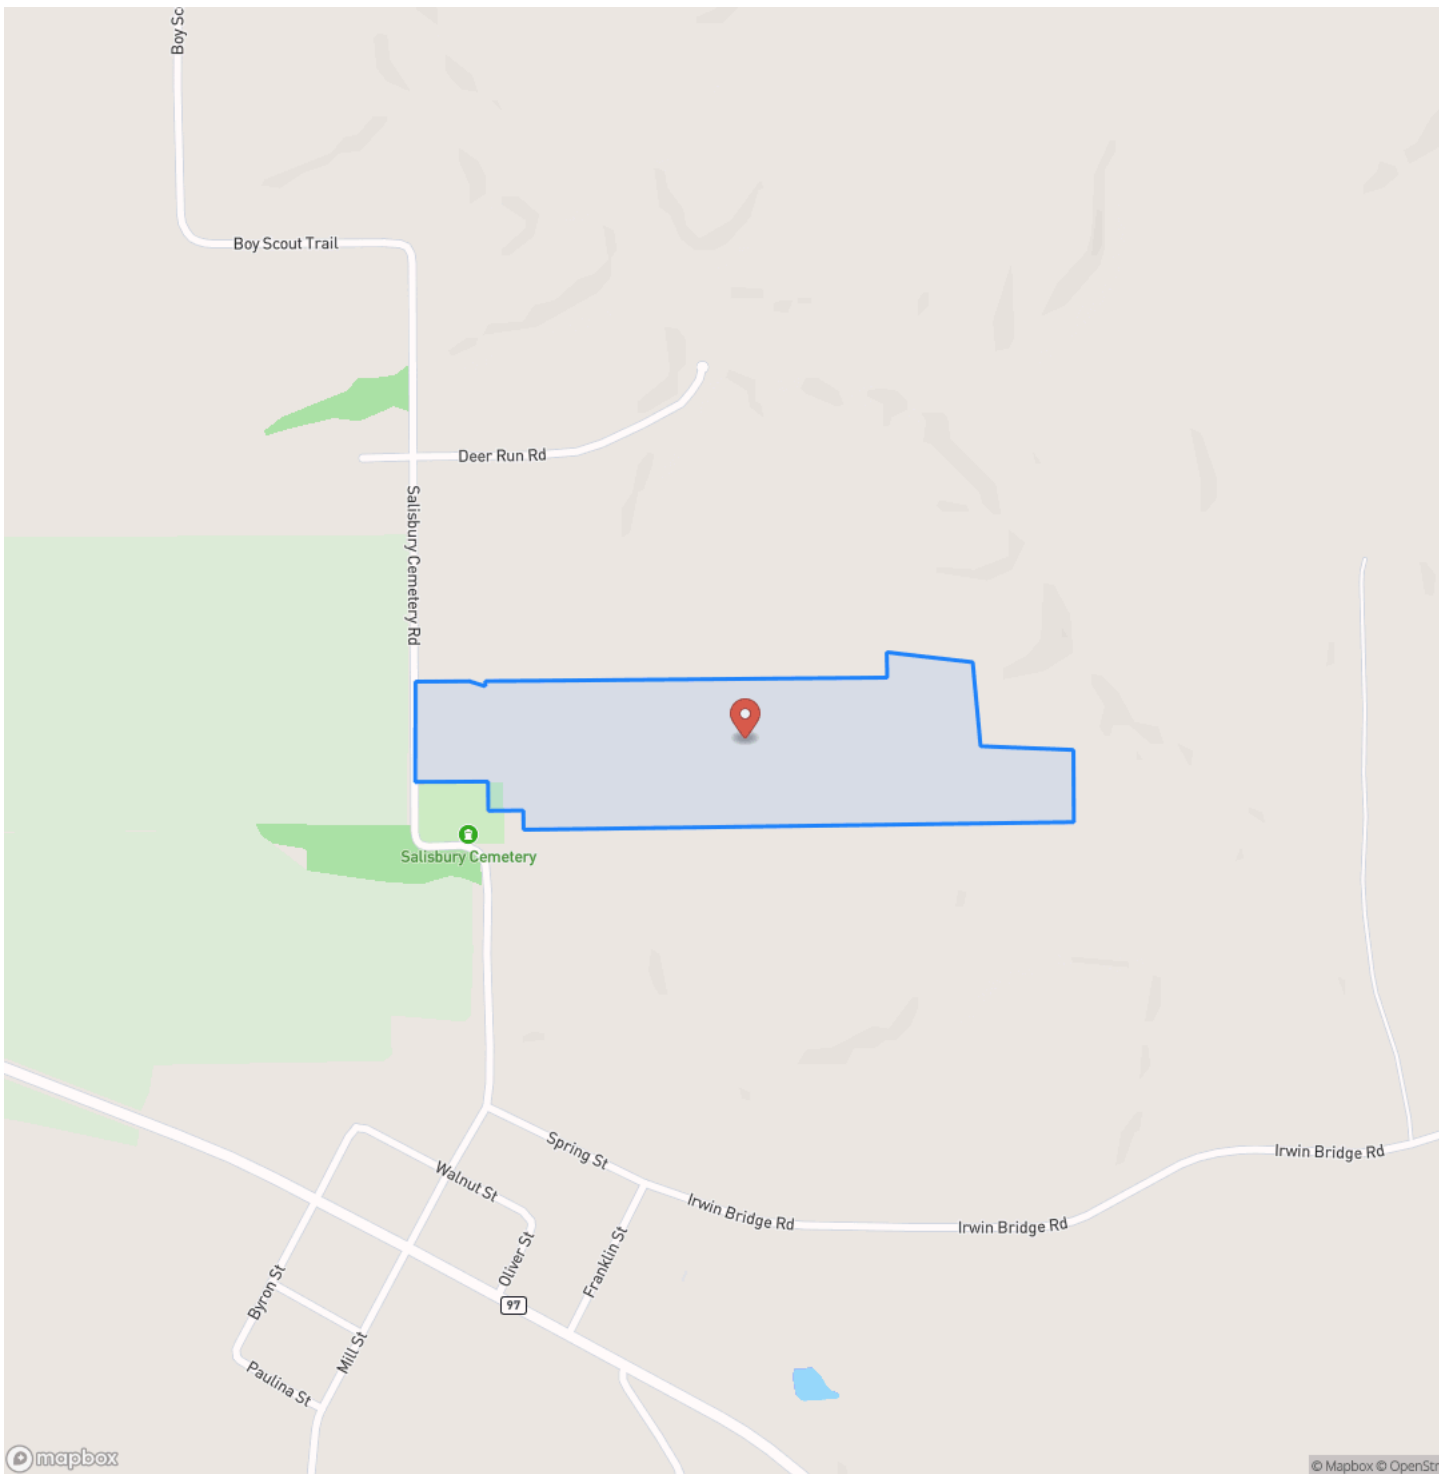 Boy Sc
Boy Scout Trail
Deer Run Rd
Salisbury Cemetery Rd
Salisbury Cemetery
Spring St
Walnut St
Irwin Bridge Rd
Irwin Bridge Rd
Irwin Bridge Rd
Oliver St
Franklin St
Byron St
97
Mill St
Paulina St
mapbox
© Mapbox © OpenStr